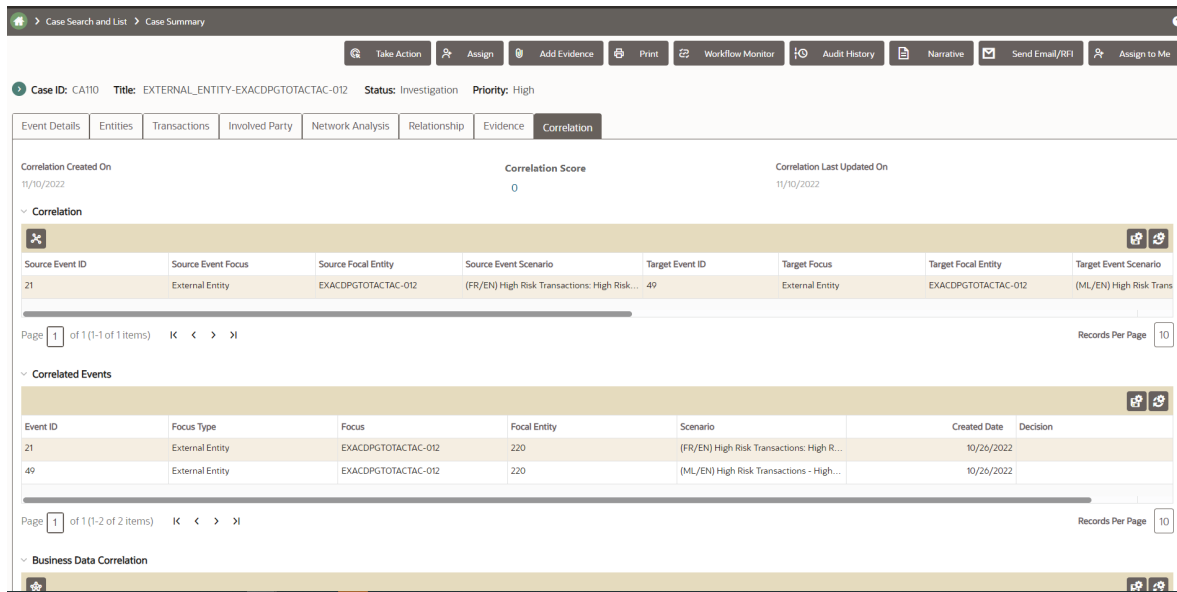 Case Search and List > Case Summary
Take Action Assign Add Evidence Print Workflow Monitor Audit History Narrative Send Email/RFI Assign to Me
Case ID: CA110 Title: EXTERNAL_ENTITY-EXACDPGTOTACTAC-012 Status: Investigation Priority: High
Event Details Entities Transactions Involved Party Network Analysis Relationship Evidence Correlation
Correlation Created On Correlation Score Correlation Last Updated On
11/10/2022 0 11/10/2022
Correlation
Source Event ID Source Event Focus Source Focal Entity Source Event Scenario Target Event ID Target Focus Target Focal Entity Target Event Scenario
21 External Entity EXACDPGTOTACTAC-012 (FR/EN) High Risk Transactions: High Risk... 49 External Entity EXACDPGTOTACTAC-012 (ML/EN) High Risk Trans
Page 1 of 1 (1-1 of 1 items) Records Per Page 10
Correlated Events
Event ID Focus Type Focus Focal Entity Scenario Created Date Decision
21 External Entity EXACDPGTOTACTAC-012 220 (FR/EN) High Risk Transactions: High R... 10/26/2022
49 External Entity EXACDPGTOTACTAC-012 220 (ML/EN) High Risk Transactions - High... 10/26/2022
Page 1 of 1 (1-2 of 2 items) Records Per Page 10
Business Data Correlation